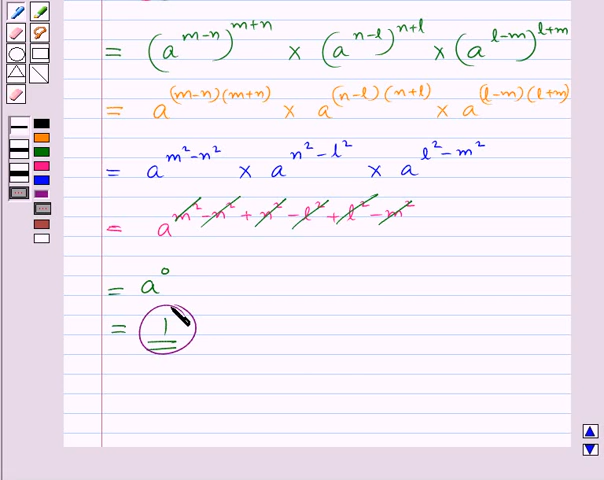 = (a^{m-n})^{m+n} × (a^{n-l})^{n+l} × (a^{l-m})^{l+m}
= a^{(m-n)(m+n)} × a^{(n-l)(n+l)} × a^{(l-m)(l+m)}
= a^{m²-n²} × a^{n²-l²} × a^{l²-m²}
= a^{m²-n²+n²-l²+l²-m²}
= a^0
= 1